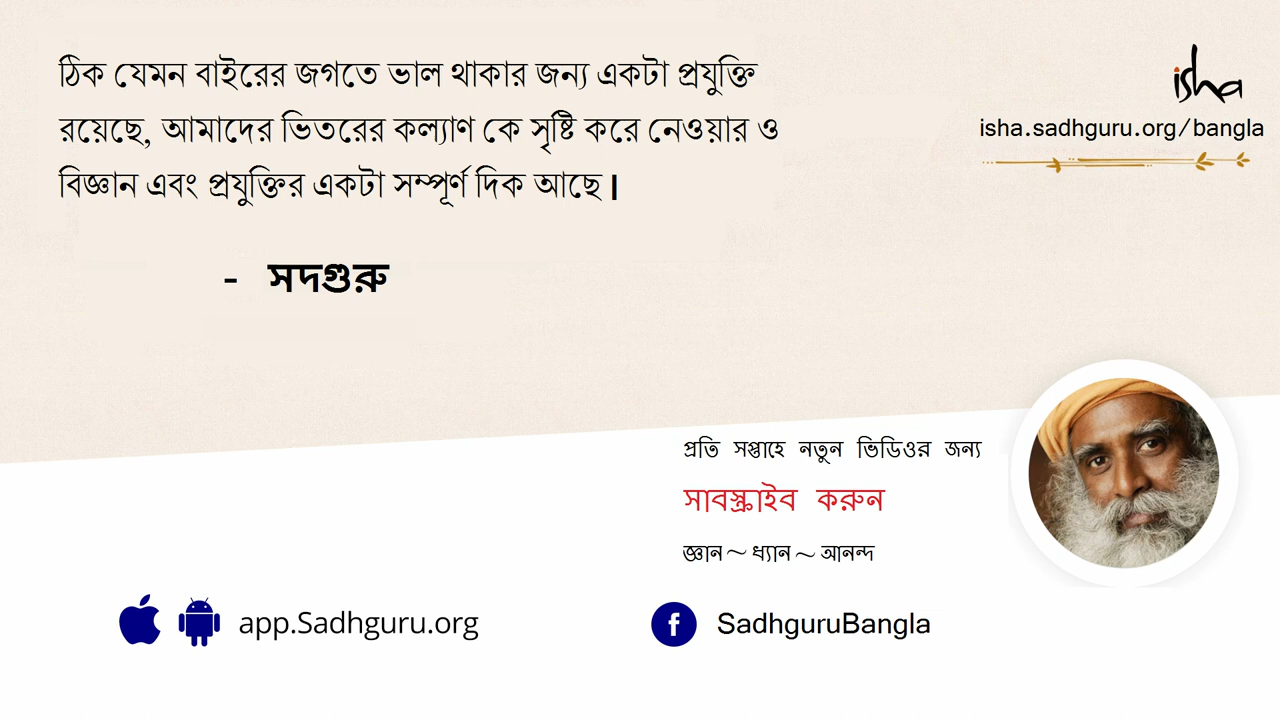 ঠিক যেমন বাইরের জগতে ভাল থাকার জন্য একটা প্রযুক্তি
রয়েছে, আমাদের ভিতরের কল্যাণ কে সৃষ্টি করে নেওয়ার ও
বিজ্ঞান এবং প্রযুক্তির একটা সম্পূর্ণ দিক আছে।
- সদগুরু
isha
isha.sadhguru.org/bangla
প্রতি সপ্তাহে নতুন ভিডিওর জন্য
সাবস্ক্রাইব করুন
জ্ঞান ~ ধ্যান ~ আনন্দ
app.Sadhguru.org
f SadhguruBangla